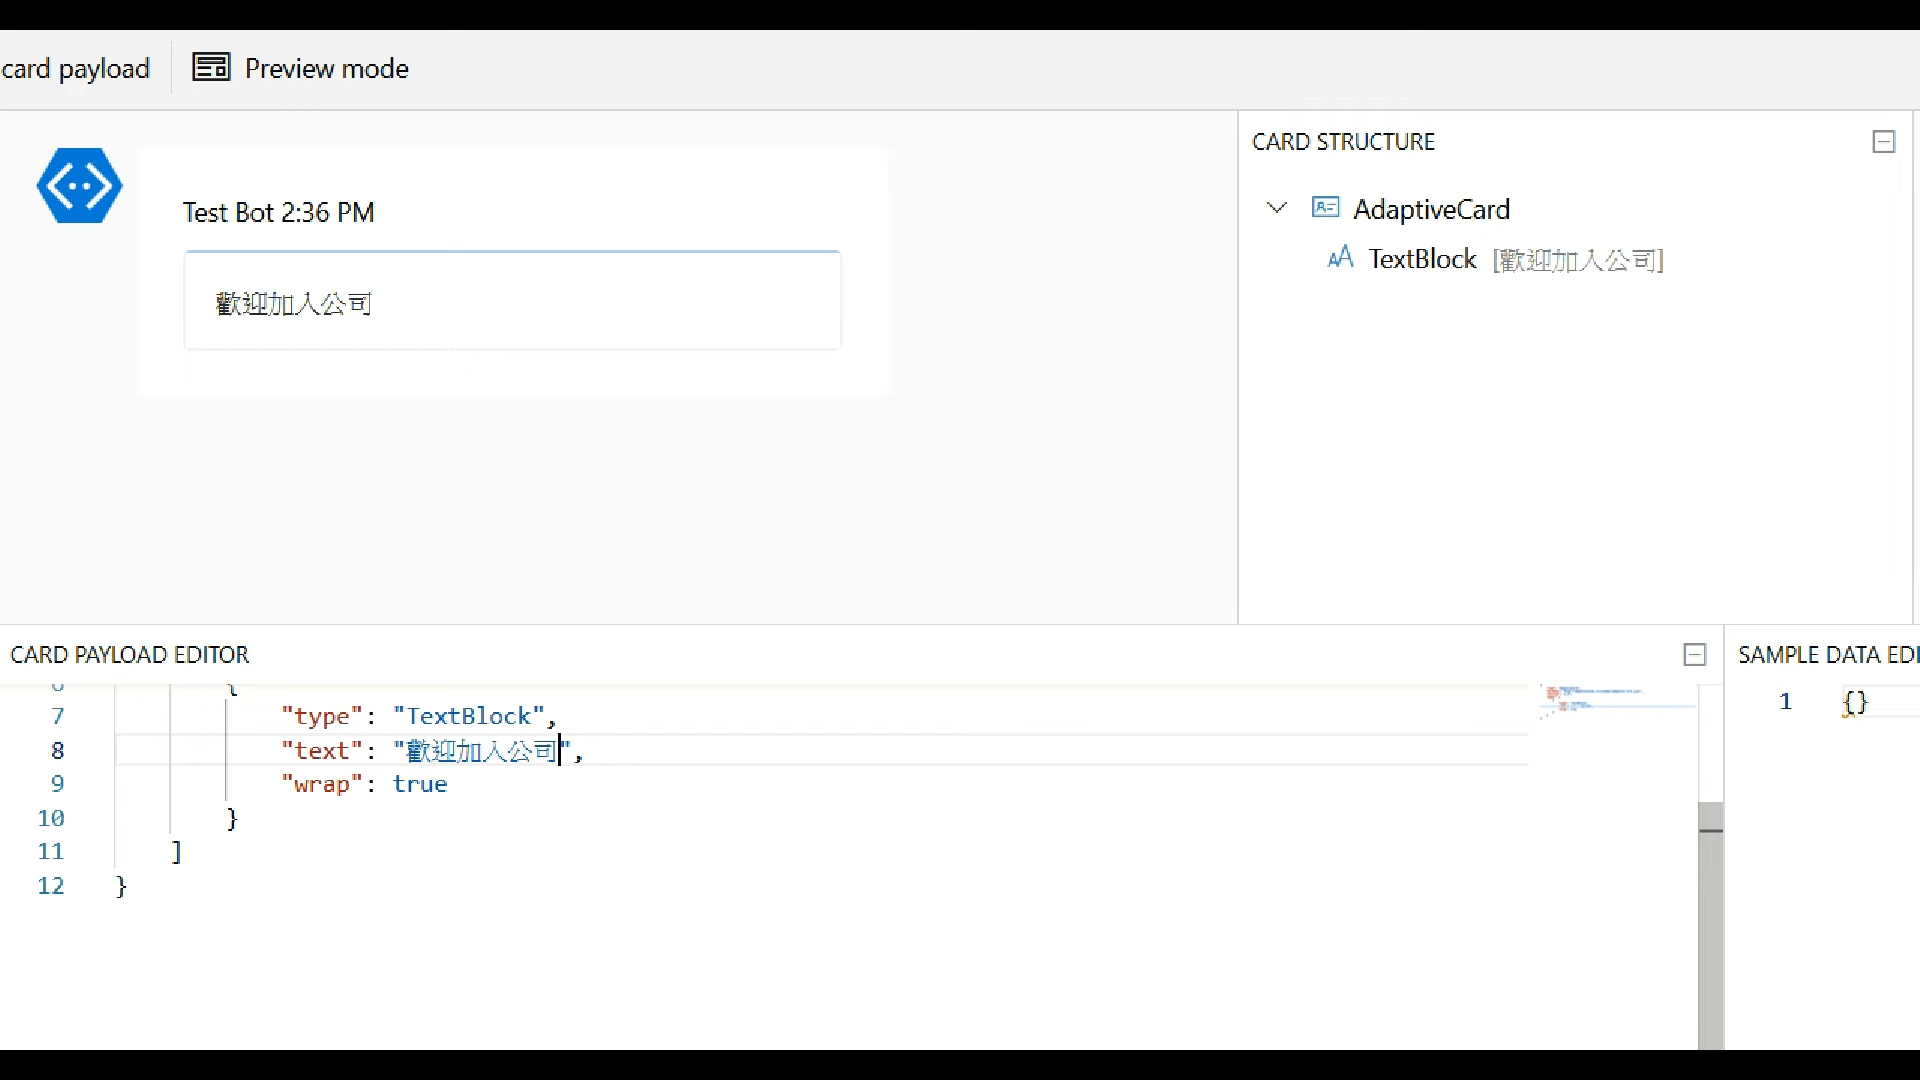 card payload
Preview mode
Test Bot 2:36 PM
歡迎加入公司
CARD STRUCTURE
AdaptiveCard
TextBlock [歡迎加入公司]
CARD PAYLOAD EDITOR
{
7 "type": "TextBlock",
8 "text": "歡迎加入公司",
9 "wrap": true
10 }
11 ]
12 }
SAMPLE DATA
1 {}